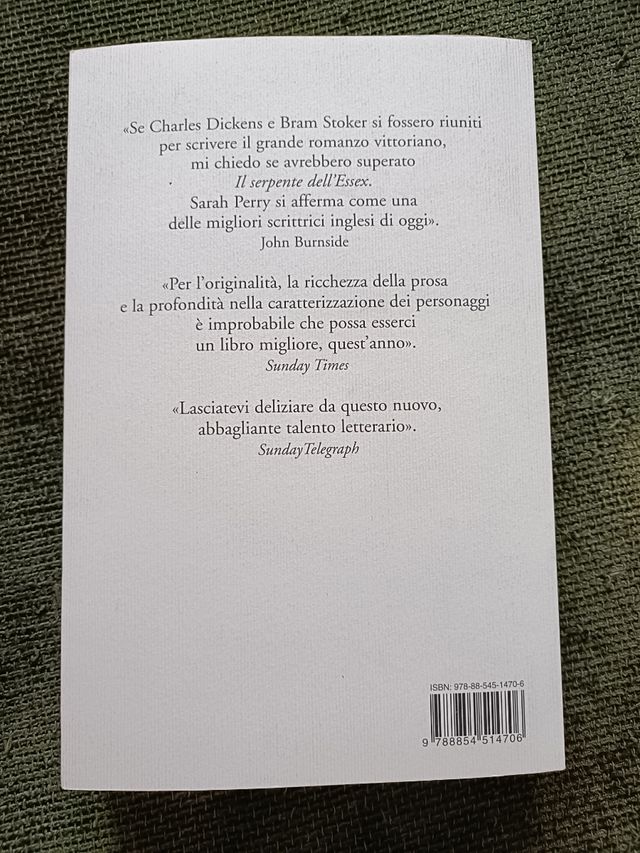 «Se Charles Dickens e Bram Stoker si fossero riuniti
per scrivere il grande romanzo vittoriano,
mi chiedo se avrebbero superato
Il serpente dell'Essex.
Sarah Perry si afferma come una
delle migliori scrittrici inglesi di oggi».
John Burnside
«Per l'originalità, la ricchezza della prosa
e la profondità nella caratterizzazione dei personaggi
è improbabile che possa esserci
un libro migliore, quest'anno».
Sunday Times
«Lasciatevi deliziare da questo nuovo,
abbagliante talento letterario».
Sunday Telegraph
ISBN: 978-88-545-1470-6
9 788854 514706